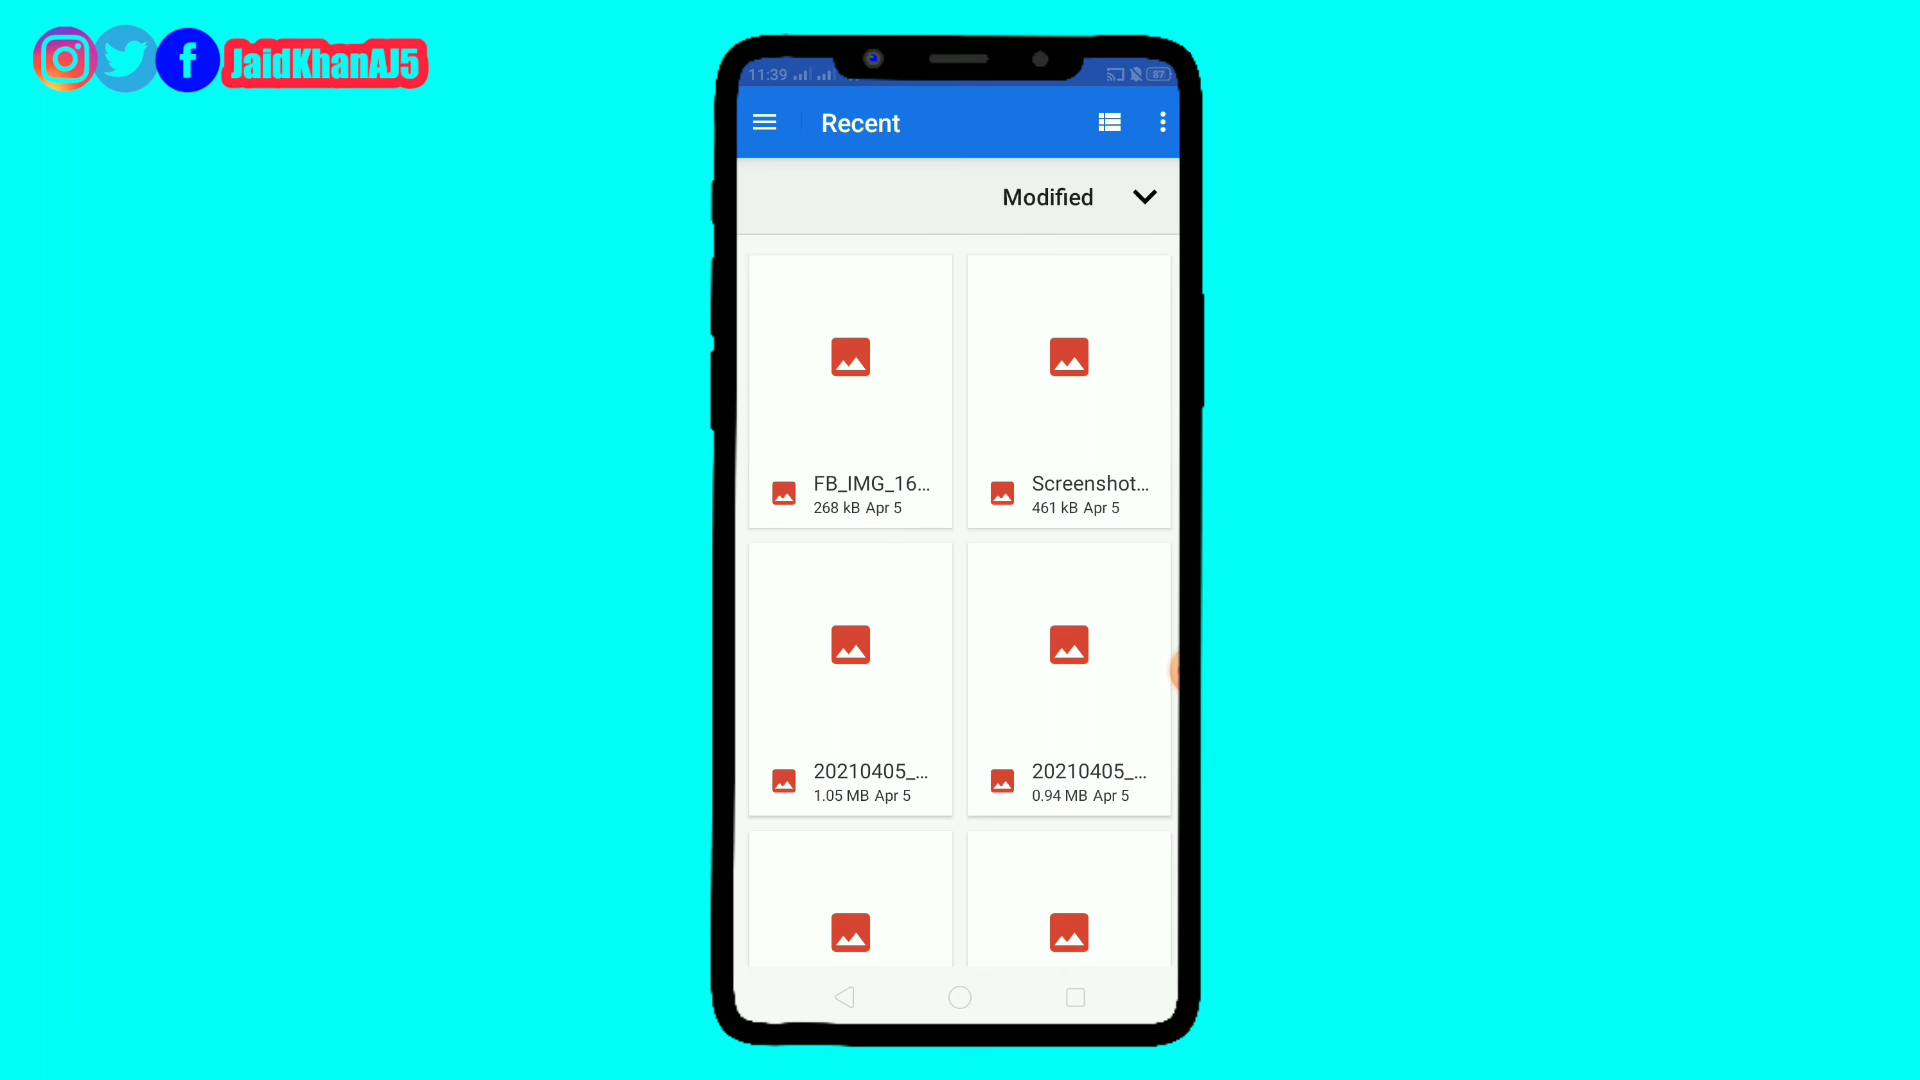 JaidKhanAJ5
11:39
87
Recent
Modified
FB_IMG_16...
268 kB Apr 5
Screenshot...
461 kB Apr 5
20210405_...
1.05 MB Apr 5
20210405_...
0.94 MB Apr 5